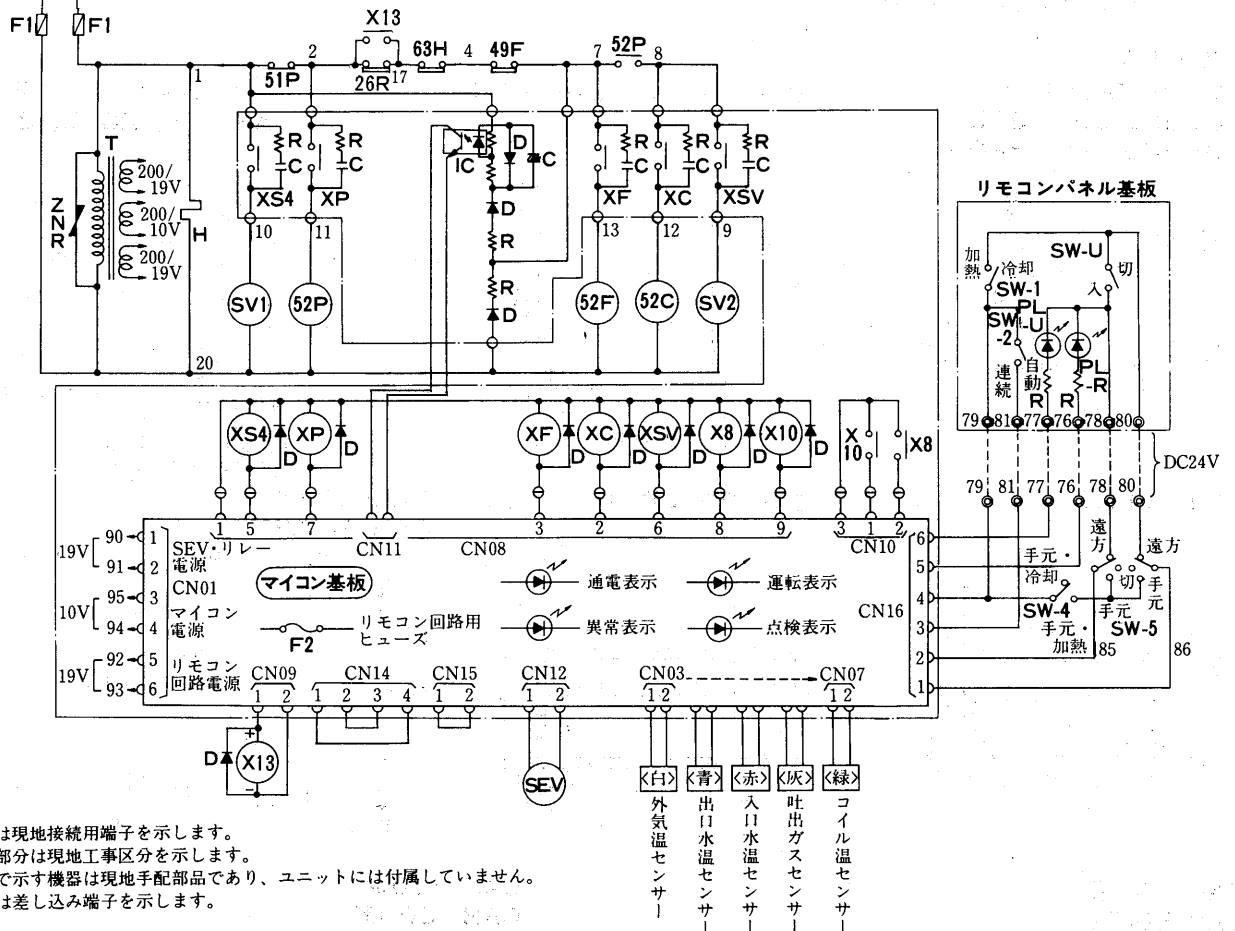 F1 F1
X13
1 51P 2 26R 17 63H 4 49F 7 52P 8
T
ZNR
200/19V
200/10V
200/19V
H
R C R C IC D C R C R C R C
XS4 XP XF XC XSV
D
R
R
D
10 11 13 12 9
SV1 52P 52F 52C SV2
20
リモコンパネル基板
加熱 冷却 SW-1
SW-U 切 入
SW-2 連続 自動
PL-U PL-R
R R
79 81 77 76 78 80
DC24V
79 81 77 76 78 80
XS4 D XP D XF D XC D XSV D X8 D X10 D
X10 X8
1 5 7 3 2 6 8 9 3 1 2
CN11 CN08 CN10
19V 90 1 SEV・リレー電源
91 2
CN01
10V 95 3 マイコン電源
94 4
19V 92 5 リモコン回路電源
93 6
マイコン基板
F2 リモコン回路用ヒューズ
通電表示 運転表示
異常表示 点検表示
CN16
6
5
4
3
2
1
遠方 遠方
手元・冷却
SW-4
手元・加熱
切
手元 手元
SW-5
85 86
CN09 CN14 CN15 CN12 CN03 CN07
1 2 1 2 3 4 1 2 1 2 1 2 1 2
D + X13 -
SEV
<白> <青> <赤> <灰> <緑>
外気温センサー
出口水温センサー
入口水温センサー
吐出ガスセンサー
コイル温センサー
は現地接続用端子を示します。
部分は現地工事区分を示します。
で示す機器は現地手配部品であり、ユニットには付属していません。
は差し込み端子を示します。